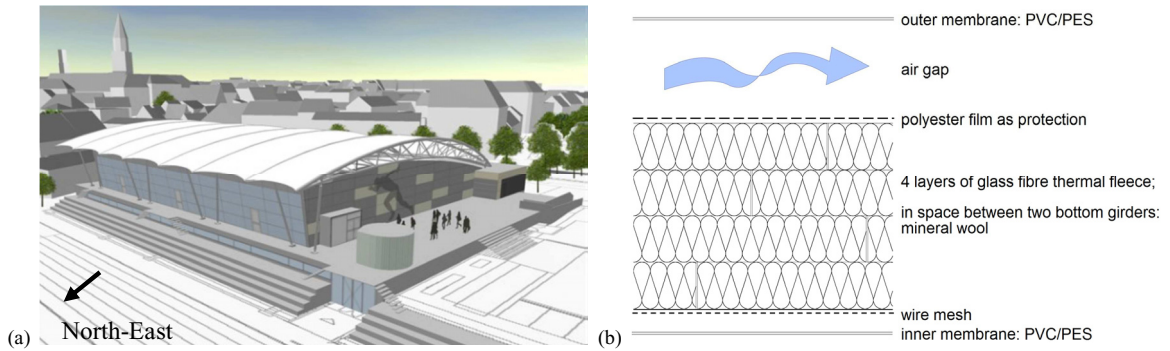 (a)
North-East
(b)
outer membrane: PVC/PES
air gap
polyester film as protection
4 layers of glass fibre thermal fleece;
in space between two bottom girders:
mineral wool
wire mesh
inner membrane: PVC/PES